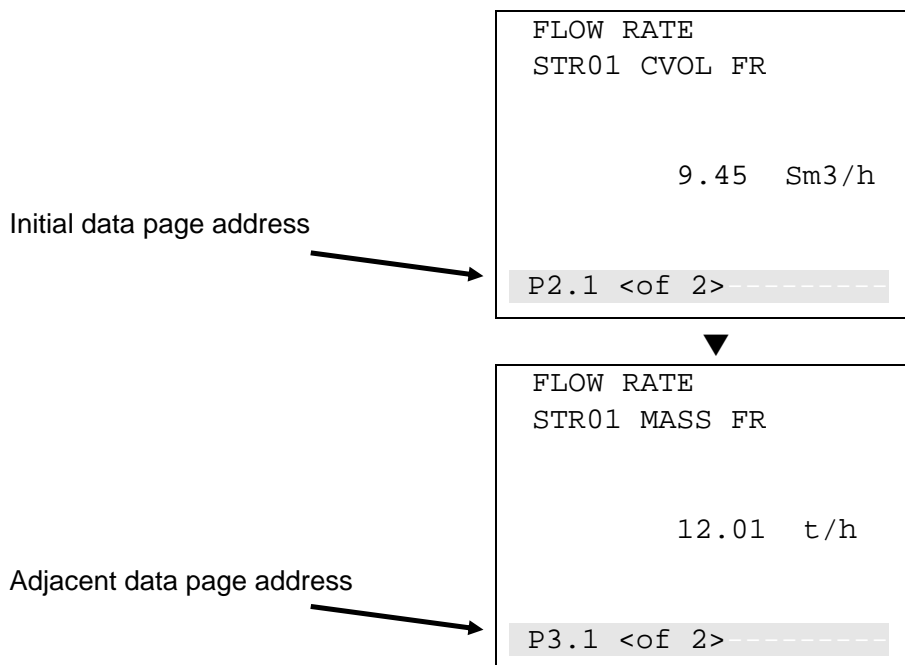 FLOW RATE
STR01 CVOL FR
9.45 Sm3/h
Initial data page address
P2.1 <of 2>---------
FLOW RATE
STR01 MASS FR
12.01 t/h
Adjacent data page address
P3.1 <of 2>---------